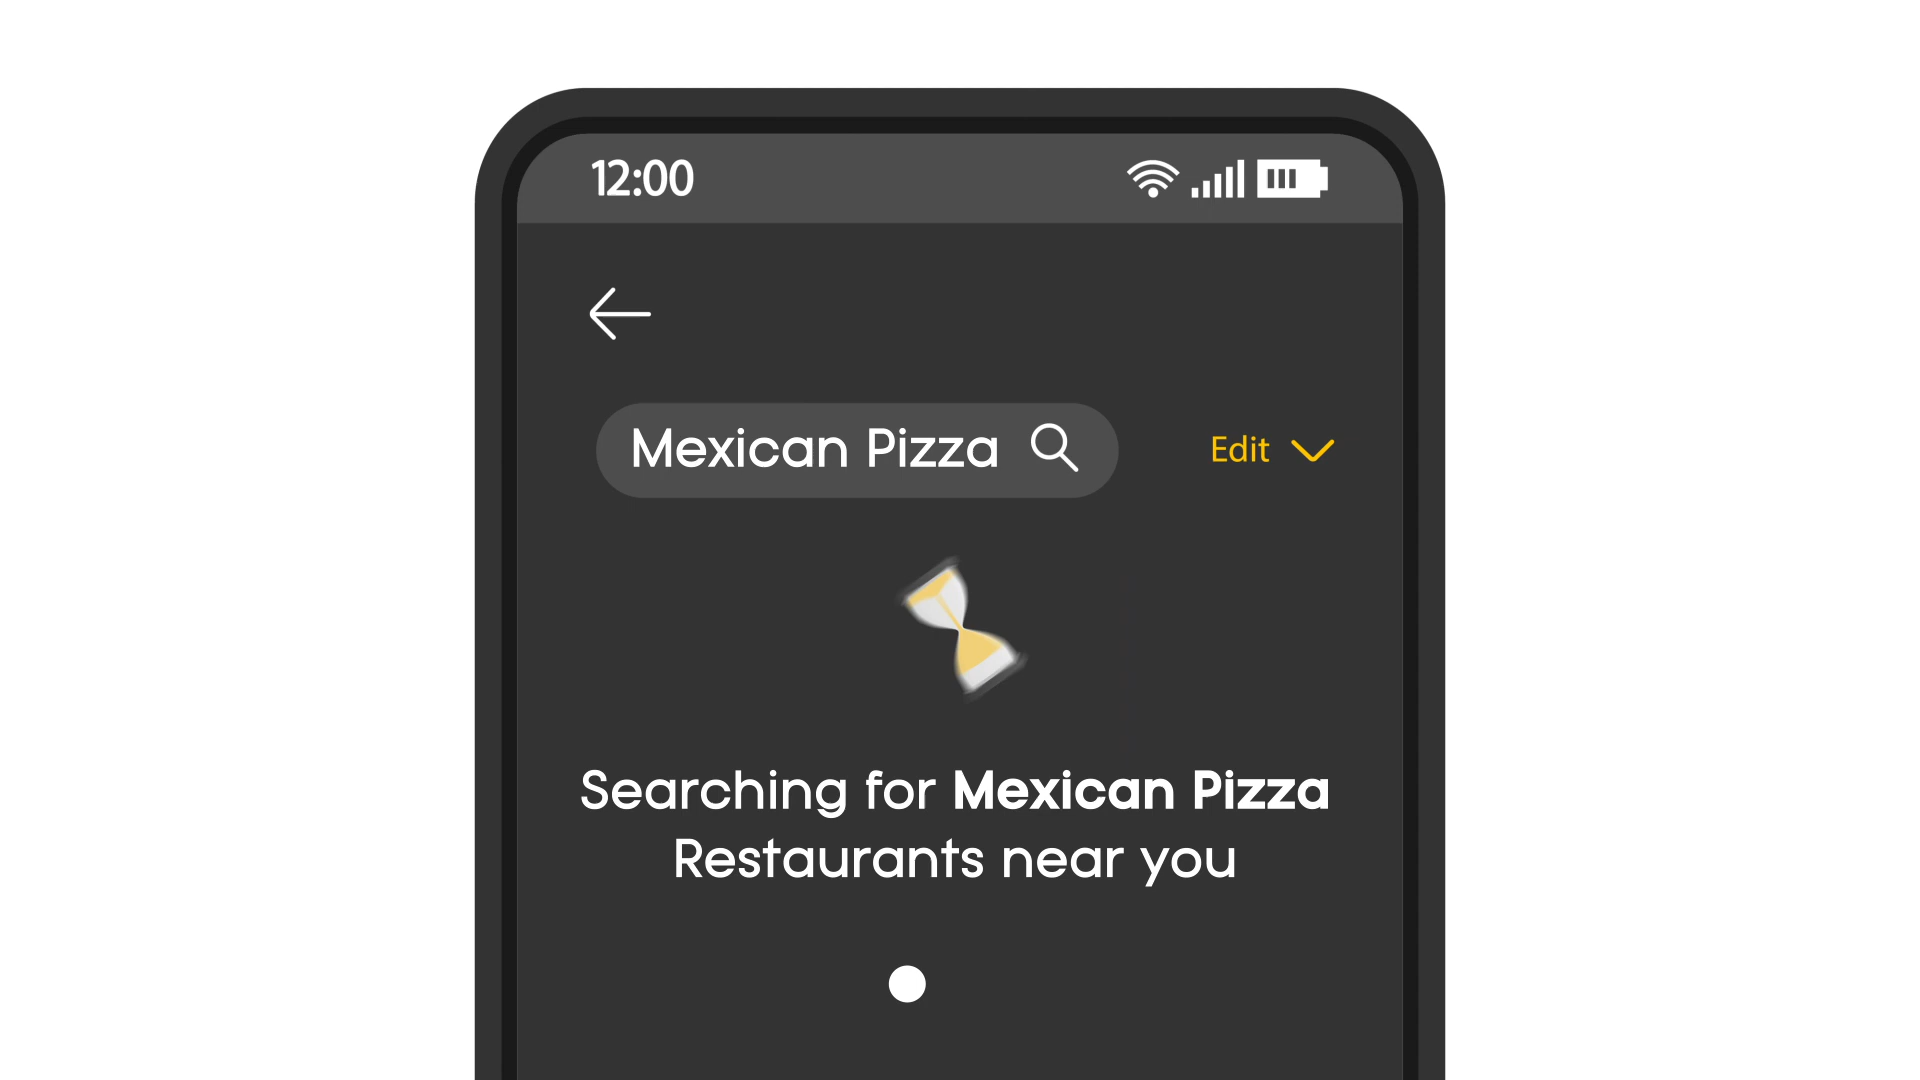 12:00
Mexican Pizza
Edit
Searching for Mexican Pizza
Restaurants near you